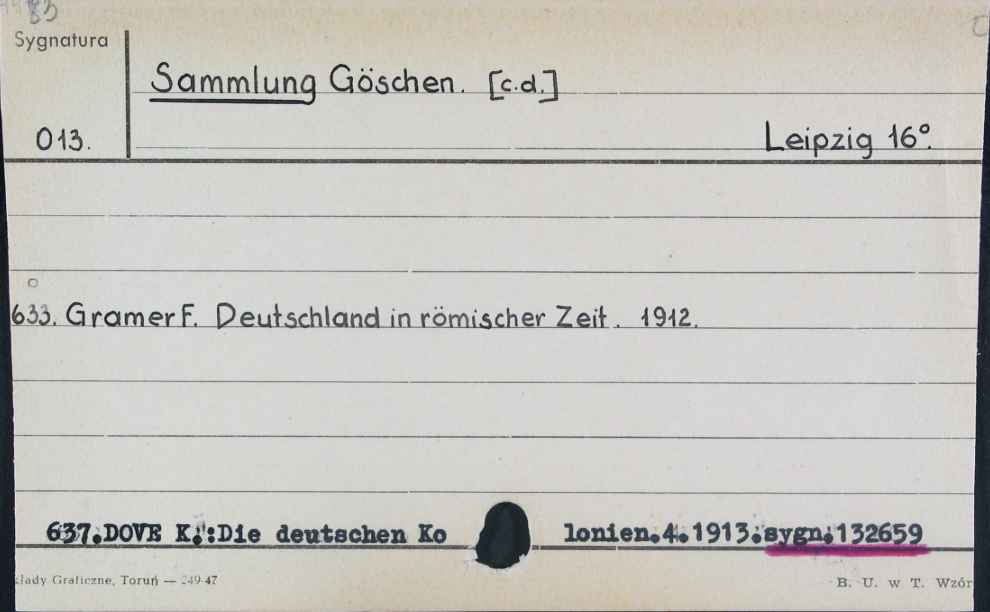 83
Sygnatura
Sammlung Göschen. [c.d.]
013.
Leipzig 16°.
633. Gramer F. Deutschland in römischer Zeit. 1912.
637.DOVE K.:Die deutschen Ko lonien.4.1913.sygn.132659
Graficzne, Toruń — 249-47
B. U. w T. Wzór